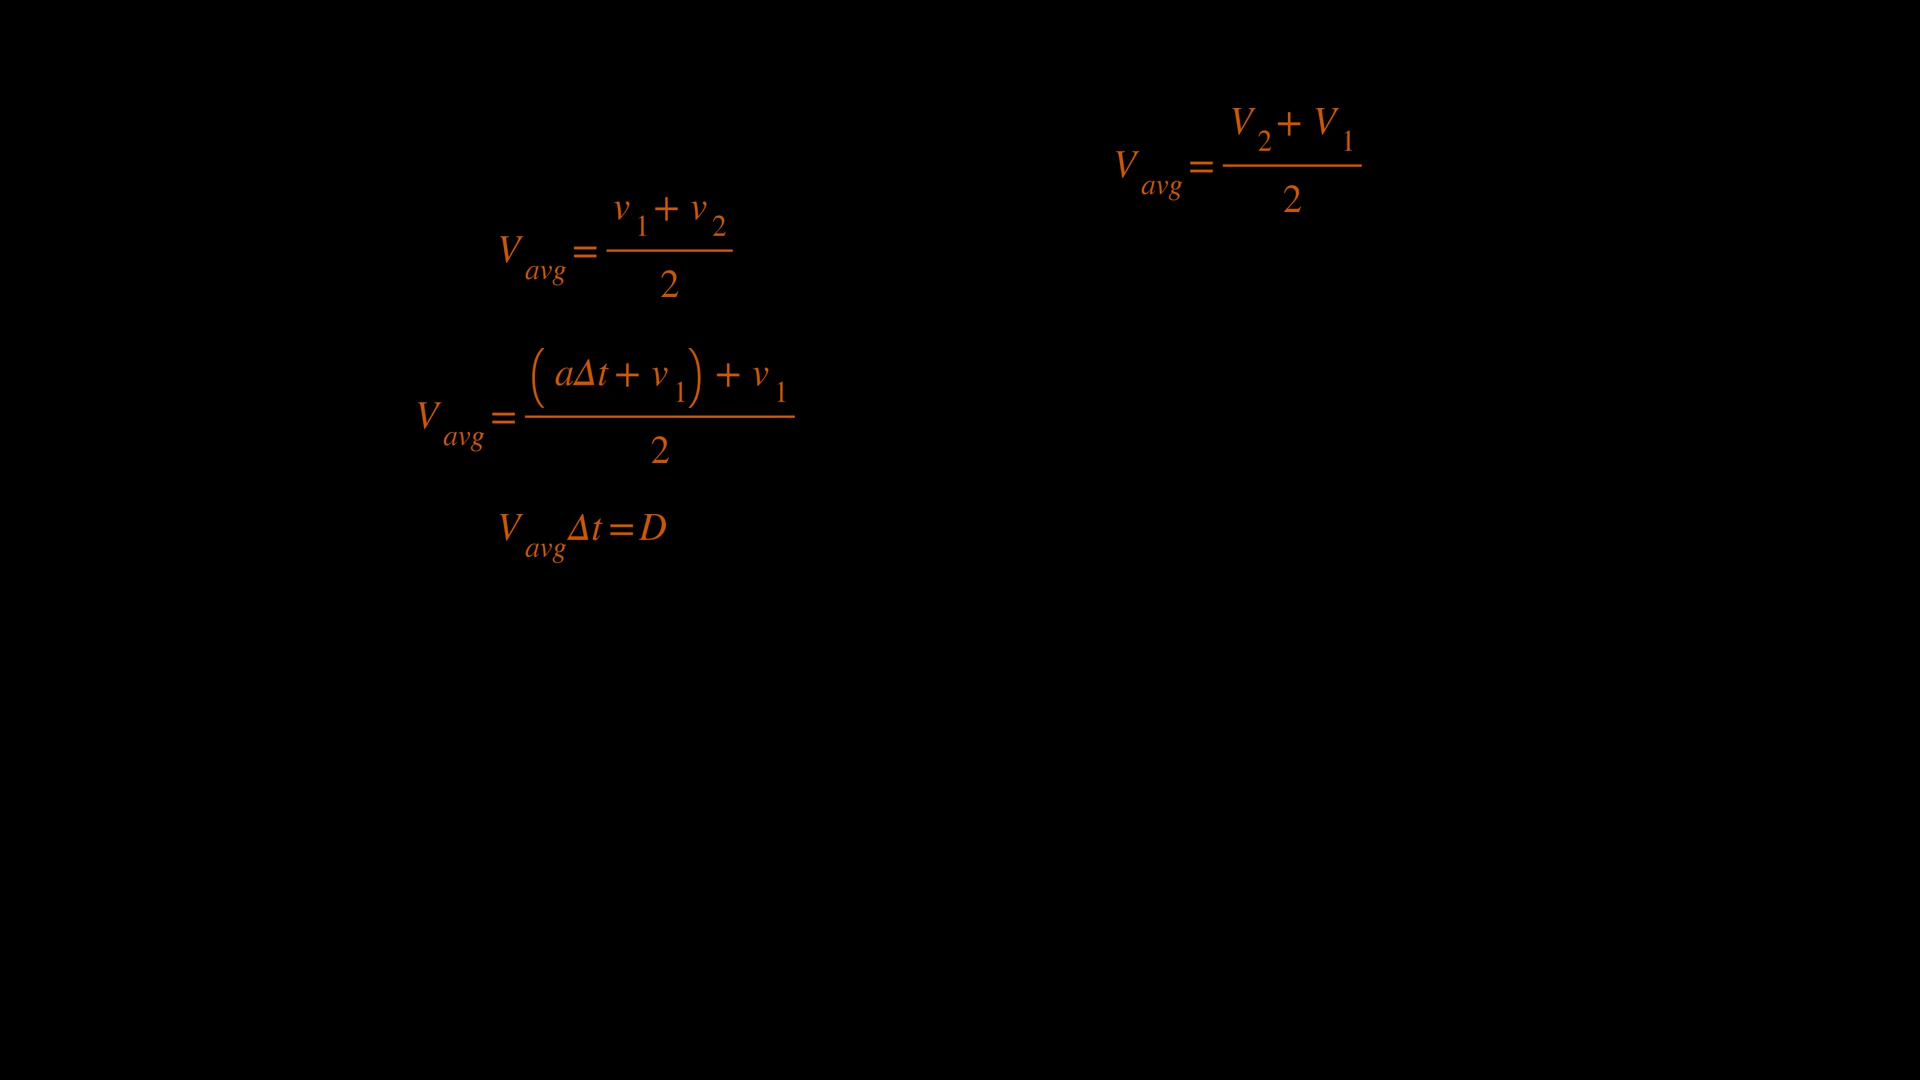 V_avg = (v_1 + v_2) / 2
V_avg = ((aΔt + v_1) + v_1) / 2
V_avg Δt = D
V_avg = (V_2 + V_1) / 2